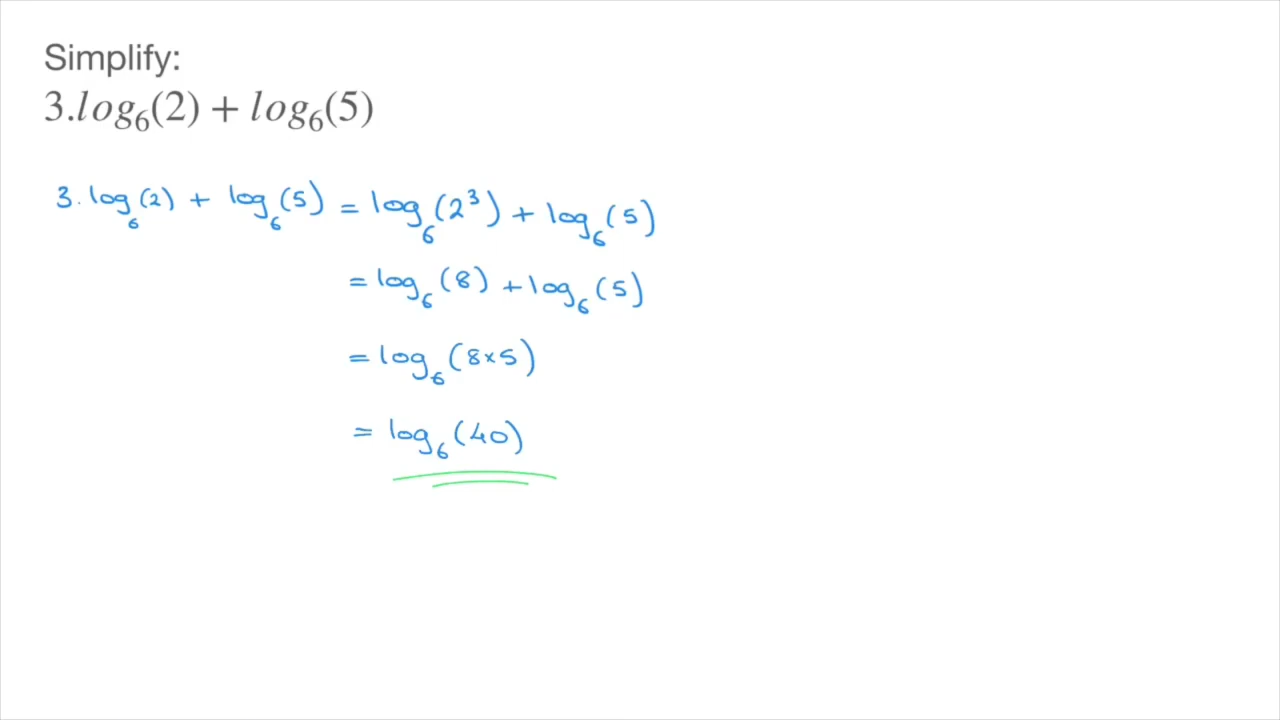 Simplify:
3.log₆(2) + log₆(5)
3. log₆(2) + log₆(5) = log₆(2³) + log₆(5)
= log₆(8) + log₆(5)
= log₆(8×5)
= log₆(40)